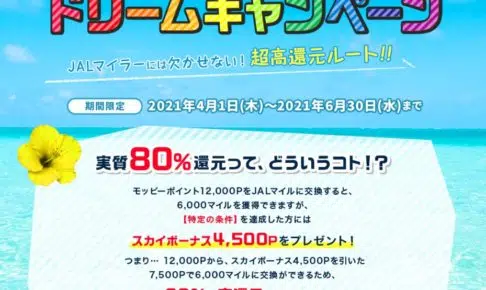 ドリームキャンペーン
JALマイラーには欠かせない!超高還元ルート!!
期間限定 2021年4月1日(木)~2021年6月30日(水)まで
実質80%還元って、どういうコト!?
モッピーポイント12,000PをJALマイルに交換すると、
6,000マイルを獲得できますが、
【特定の条件】を達成した方には
スカイボーナス4,500Pをプレゼント!
つまり… 12,000Pから、スカイボーナス4,500Pを引いた
7,500Pで6,000マイルに交換ができるため、